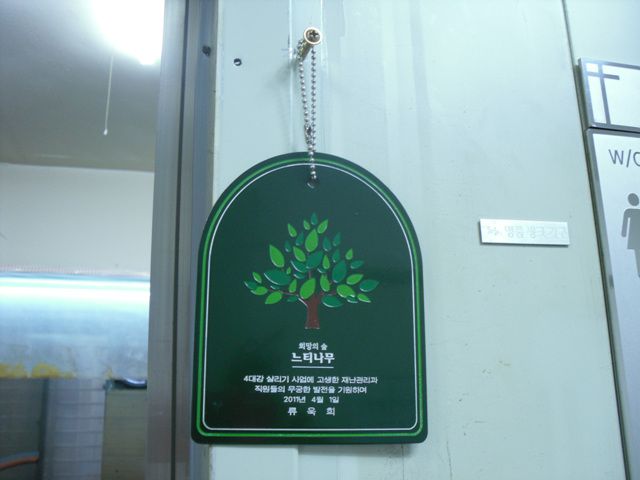 희망의 숲
느티나무
4대강 살리기 사업에 고생한 재난관리과
직원들의 무궁한 발전을 기원하며
2011년 4월 1일
류 욱 희
W/C